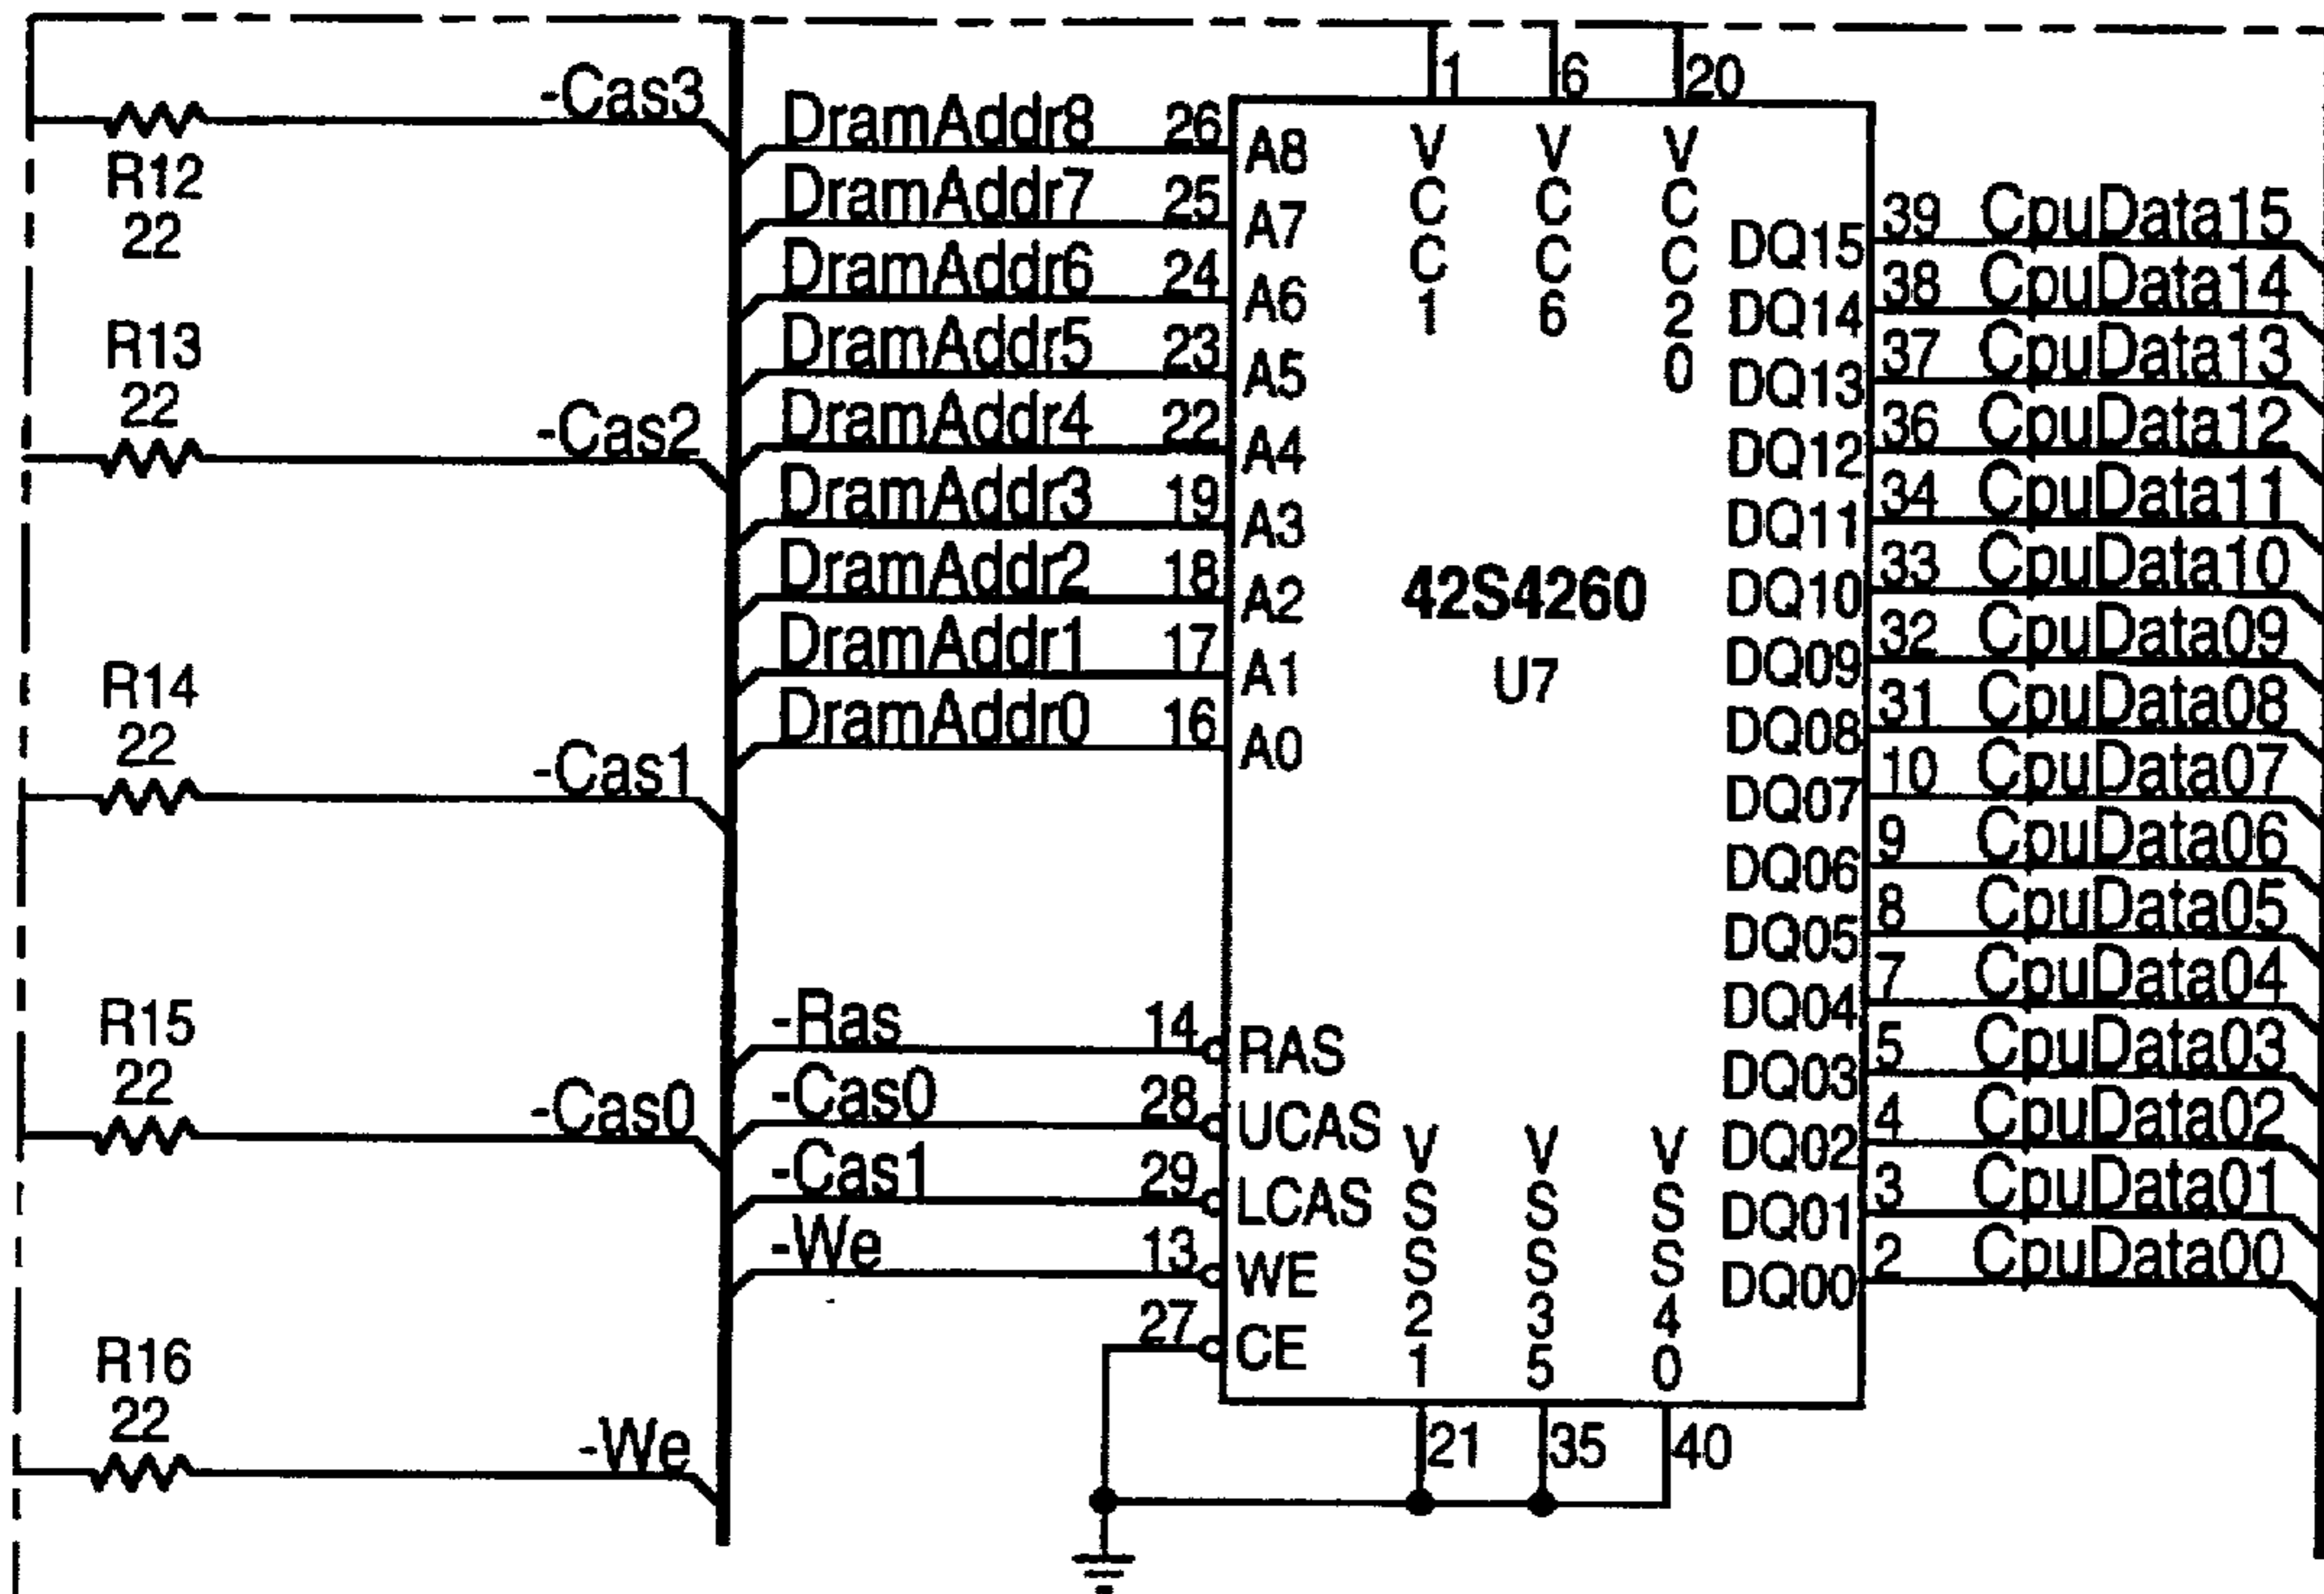 -Cas3
R12
22
R13
22
-Cas2
R14
22
-Cas1
R15
22
-Cas0
R16
22
-We
DramAddr8 26 A8
DramAddr7 25 A7
DramAddr6 24 A6
DramAddr5 23 A5
DramAddr4 22 A4
DramAddr3 19 A3
DramAddr2 18 A2
DramAddr1 17 A1
DramAddr0 16 A0
-Ras 14 RAS
-Cas0 28 UCAS
-Cas1 29 LCAS
-We 13 WE
27 CE
1 6 20
VCC1
VCC6
VCC20
42S4260
U7
VSS21
VSS35
VSS40
21 35 40
DQ15 39 CpuData15
DQ14 38 CpuData14
DQ13 37 CpuData13
DQ12 36 CpuData12
DQ11 34 CpuData11
DQ10 33 CpuData10
DQ09 32 CpuData09
DQ08 31 CpuData08
DQ07 10 CpuData07
DQ06 9 CpuData06
DQ05 8 CpuData05
DQ04 7 CpuData04
DQ03 5 CpuData03
DQ02 4 CpuData02
DQ01 3 CpuData01
DQ00 2 CpuData00